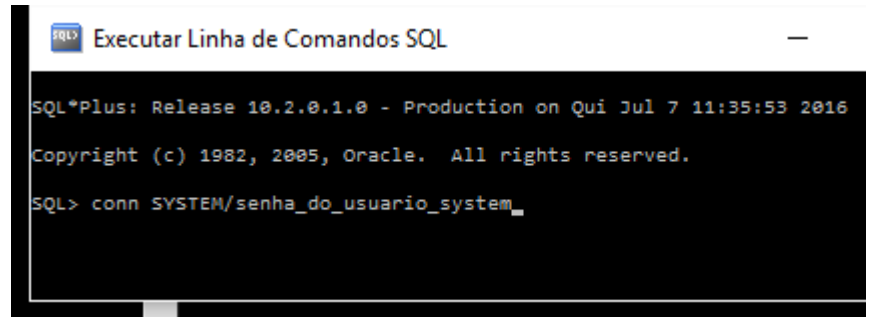 Executar Linha de Comandos SQL
SQL*Plus: Release 10.2.0.1.0 - Production on Qui Jul 7 11:35:53 2016
Copyright (c) 1982, 2005, Oracle.  All rights reserved.
SQL> conn SYSTEM/senha_do_usuario_system_